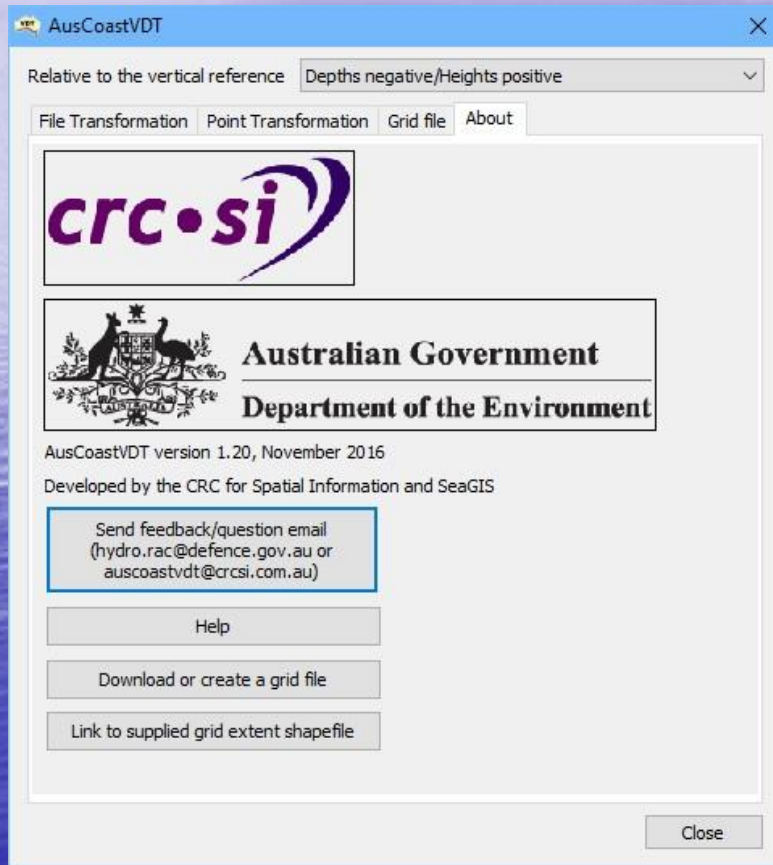 VDT AusCoastVDT
Relative to the vertical reference Depths negative/Heights positive
File Transformation Point Transformation Grid file About
crc•si
Australian Government
Department of the Environment
AUSTRALIA
AusCoastVDT version 1.20, November 2016
Developed by the CRC for Spatial Information and SeaGIS
Send feedback/question email
(hydro.rac@defence.gov.au or
auscoastvdt@crcsi.com.au)
Help
Download or create a grid file
Link to supplied grid extent shapefile
Close